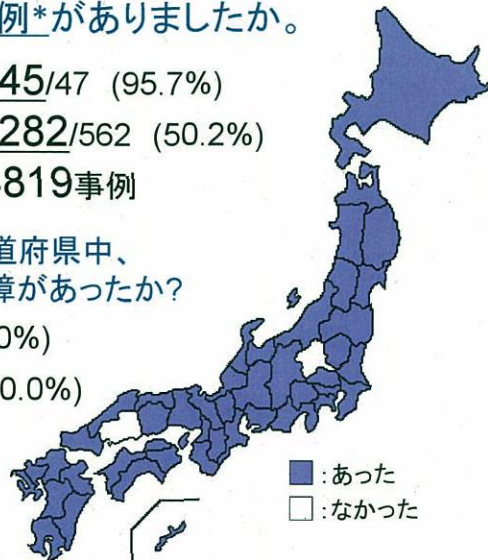 例*がありましたか。
45/47 (95.7%)
282/562 (50.2%)
819事例
道府県中、
障があったか?
0%)
0.0%)
:あった
:なかった